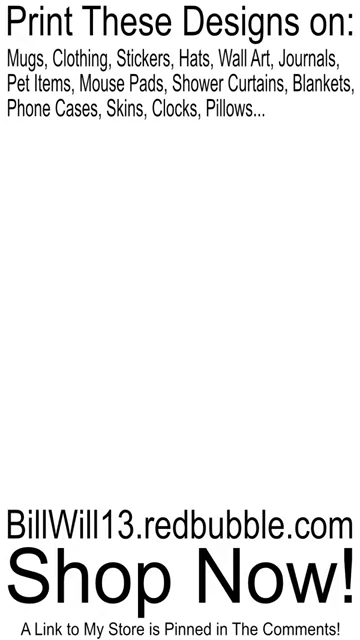 Print These Designs on:
Mugs, Clothing, Stickers, Hats, Wall Art, Journals,
Pet Items, Mouse Pads, Shower Curtains, Blankets,
Phone Cases, Skins, Clocks, Pillows...
BillWill13.redbubble.com
Shop Now!
A Link to My Store is Pinned in The Comments!